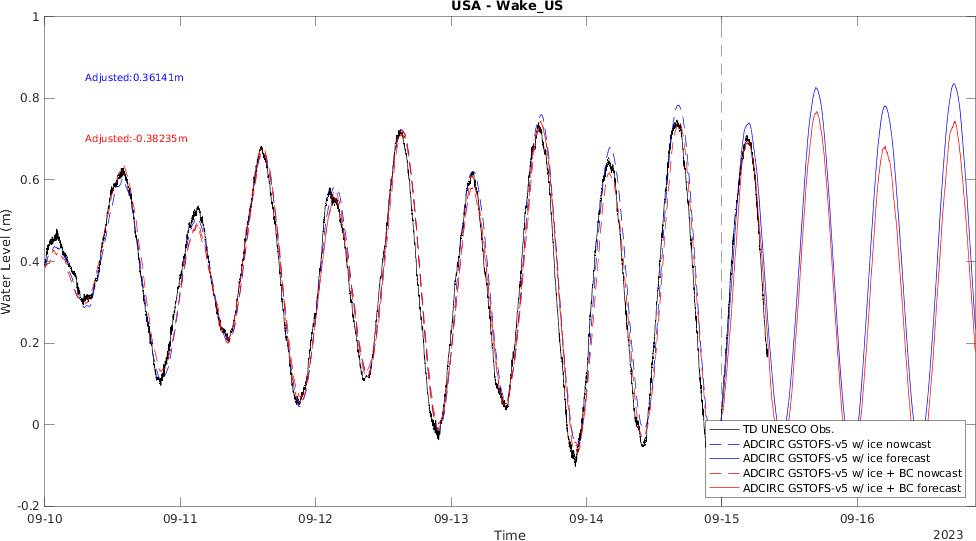 USA - Wake_US
1
0.8
0.6
0.4
0.2
0
-0.2
Water Level (m)
Adjusted:0.36141m
Adjusted:-0.38235m
TD UNESCO Obs.
ADCIRC GSTOFS-v5 w/ ice nowcast
ADCIRC GSTOFS-v5 w/ ice forecast
ADCIRC GSTOFS-v5 w/ ice + BC nowcast
ADCIRC GSTOFS-v5 w/ ice + BC forecast
09-10 09-11 09-12 09-13 09-14 09-15 09-16
Time
2023